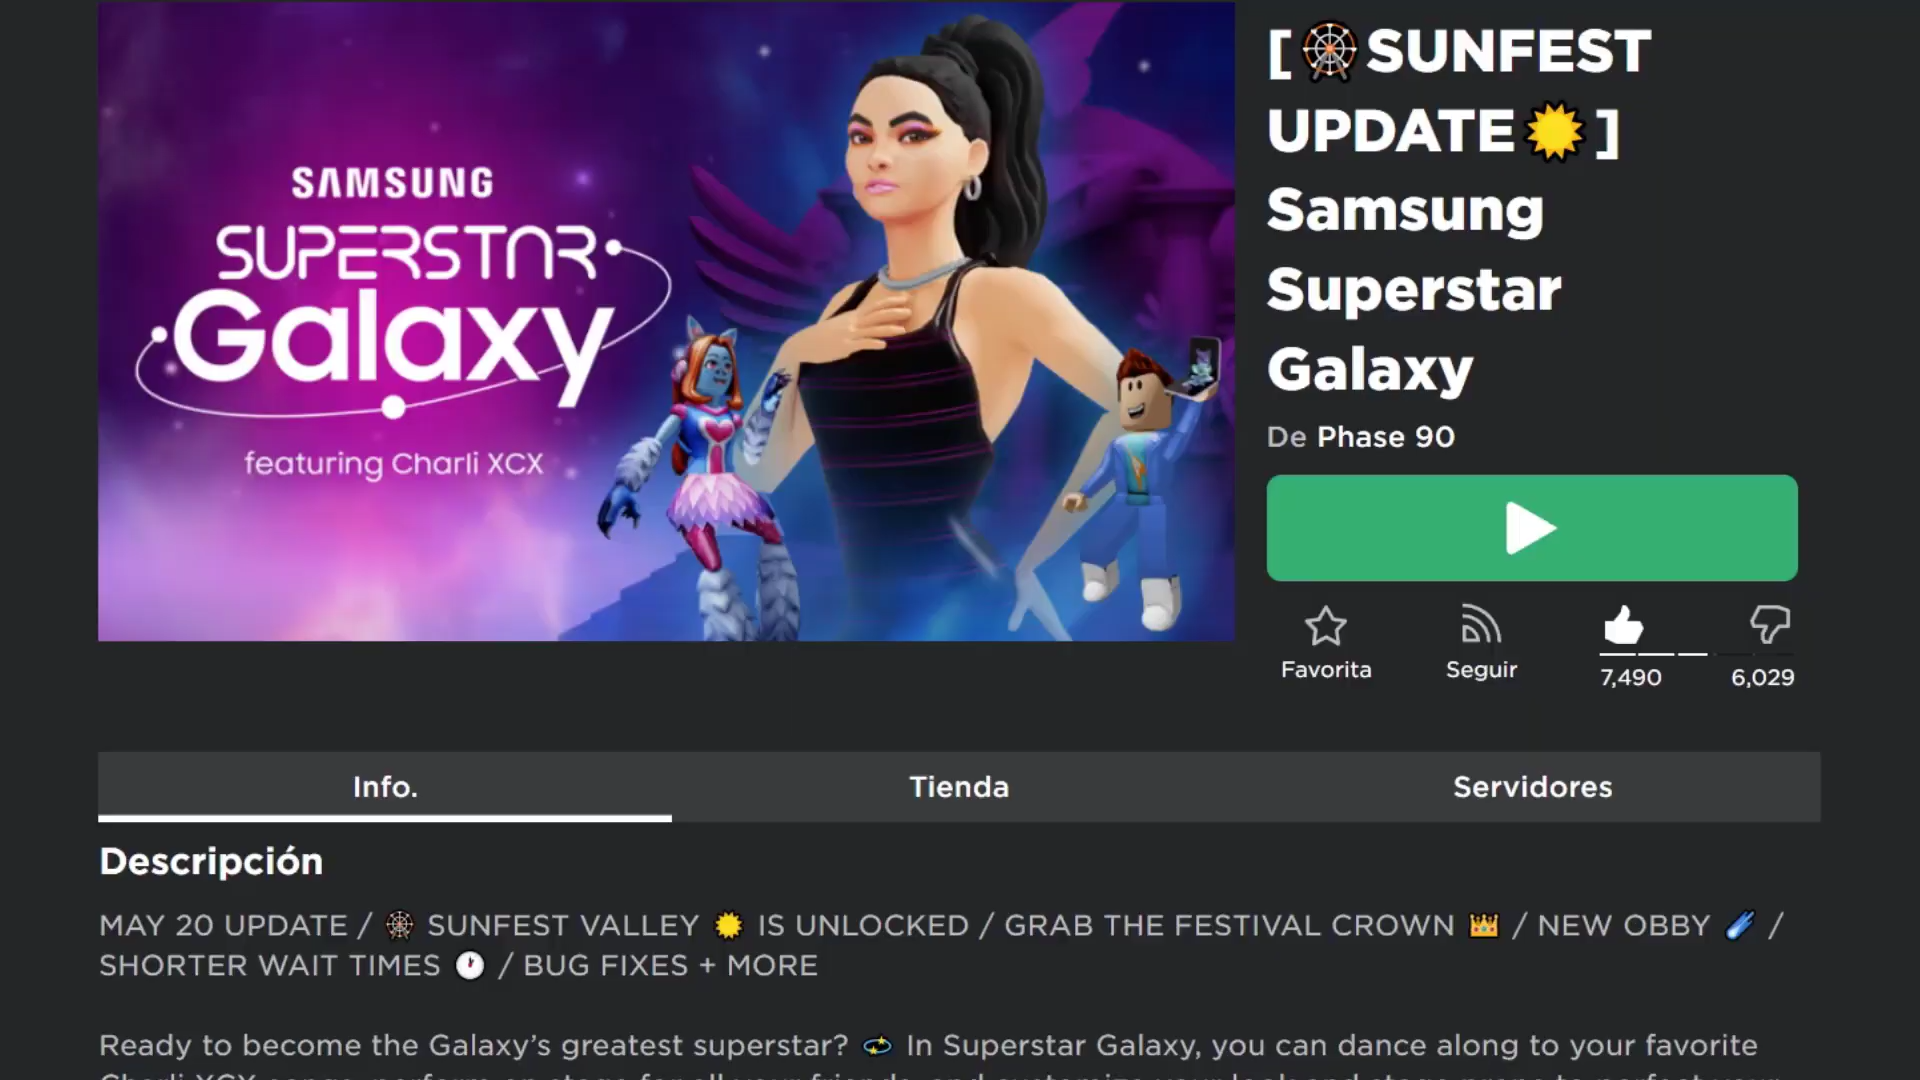 SAMSUNG
SUPERSTAR
Galaxy
featuring Charli XCX
[🎡SUNFEST
UPDATE☀️]
Samsung
Superstar
Galaxy
De Phase 90
Favorita
Seguir
7,490
6,029
Info.
Tienda
Servidores
Descripción
MAY 20 UPDATE / 🎡 SUNFEST VALLEY ☀️ IS UNLOCKED / GRAB THE FESTIVAL CROWN 👑 / NEW OBBY ☄️ /
SHORTER WAIT TIMES 🕐 / BUG FIXES + MORE
Ready to become the Galaxy's greatest superstar? 💫 In Superstar Galaxy, you can dance along to your favorite